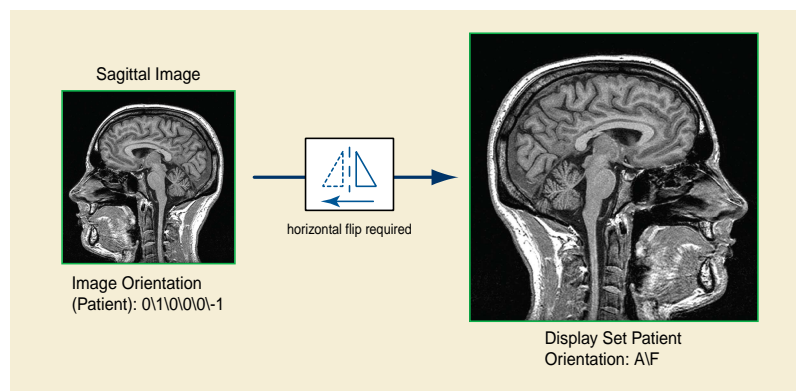 Sagittal Image
Image Orientation
(Patient): 0\1\0\0\0\-1
horizontal flip required
Display Set Patient
Orientation: A\F